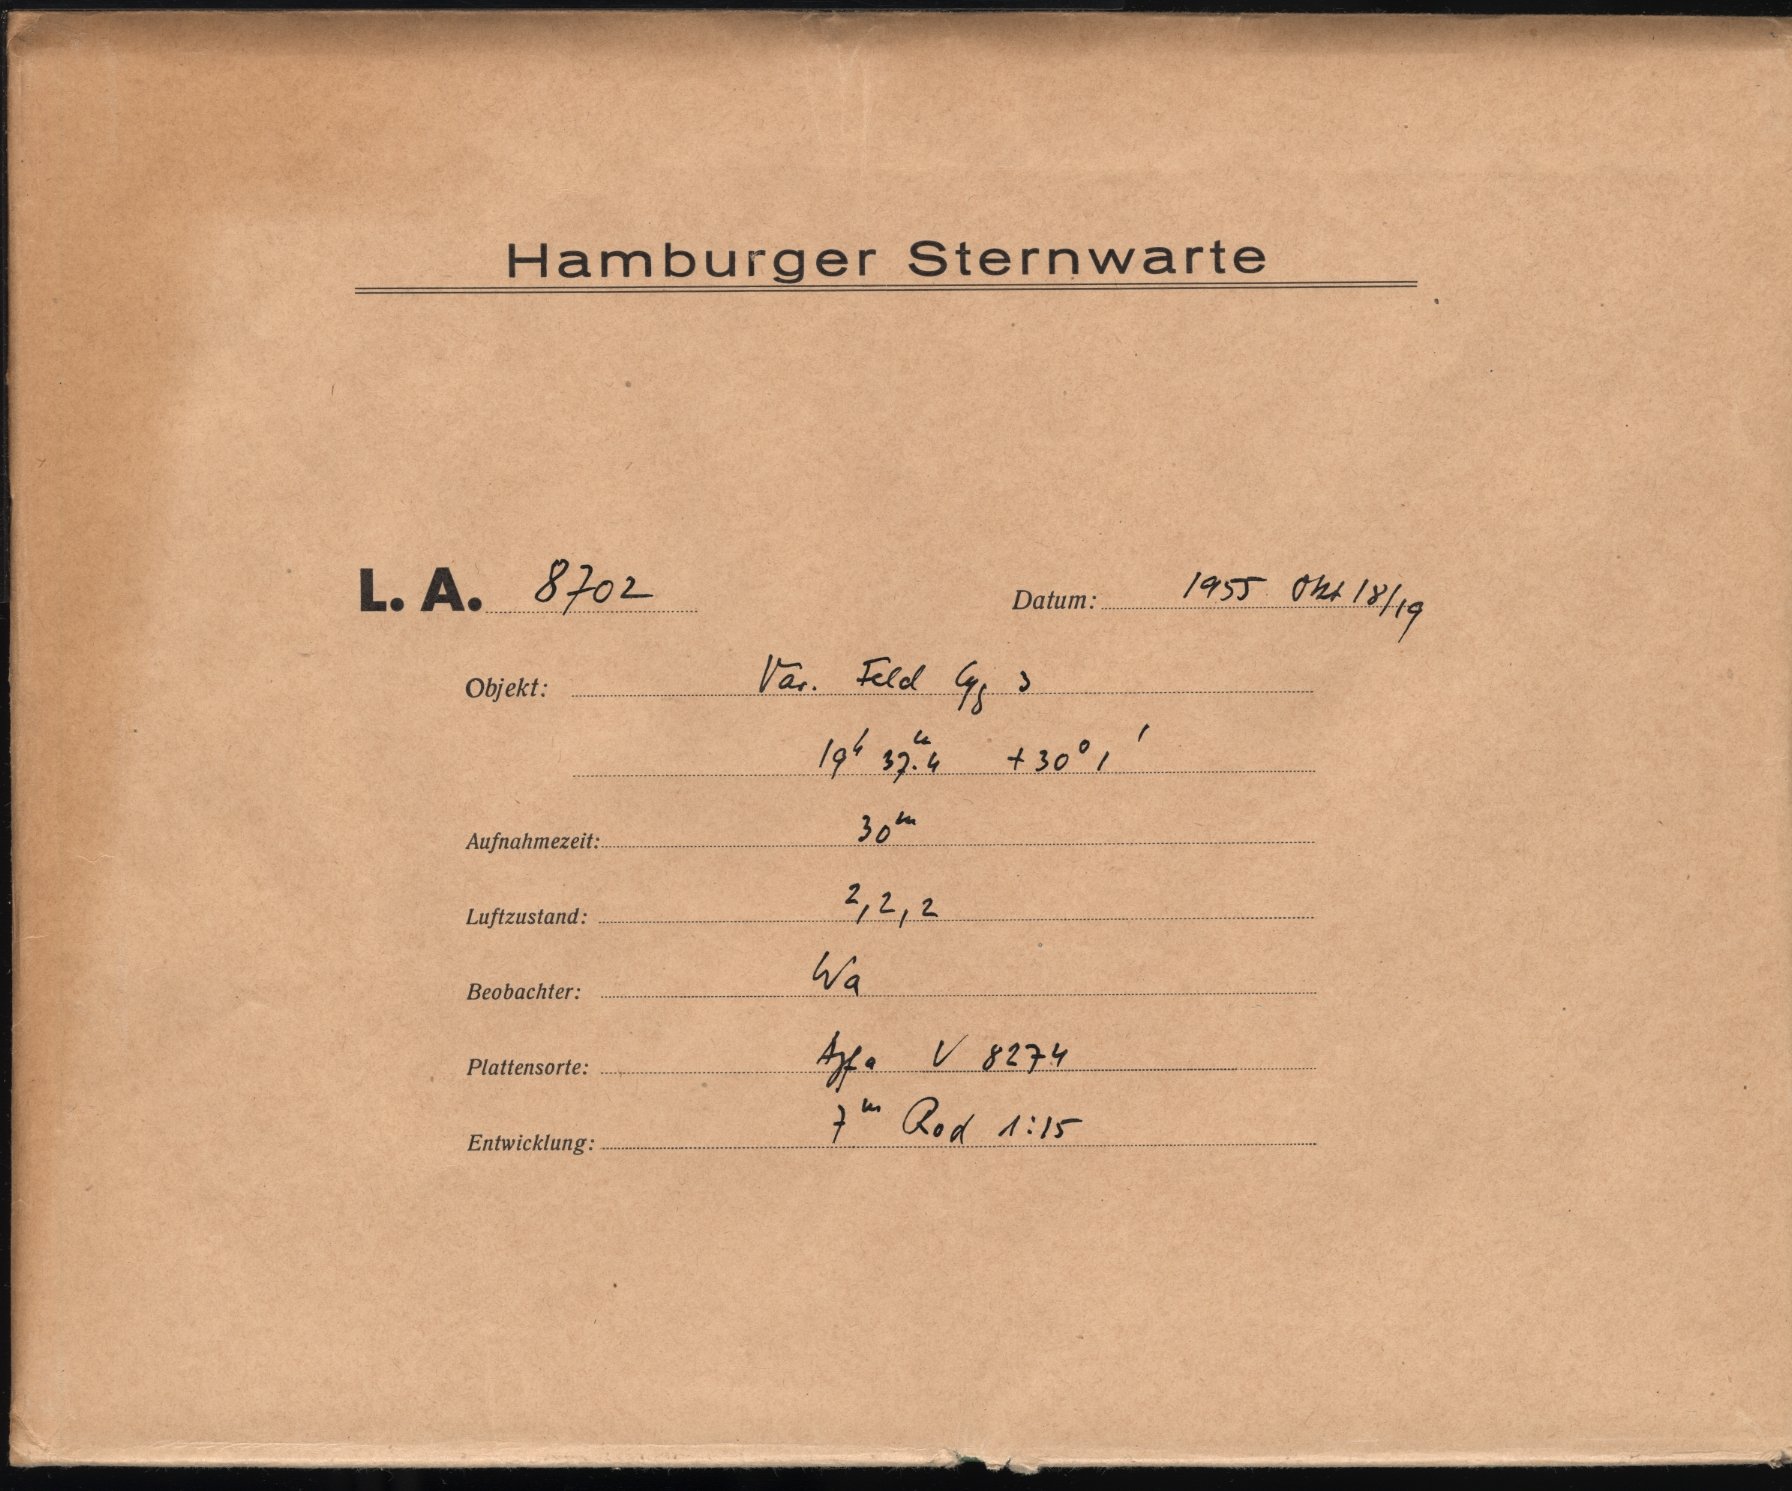 Hamburger Sternwarte
L. A. 8702 Datum: 1955 Okt 18/19
Objekt: Var. Feld Cyg 3
19ʰ 37ᵐ.4 +30° 1'
Aufnahmezeit: 30ᵐ
Luftzustand: 2, 2, 2
Beobachter: Wa
Plattensorte: Agfa V 8274
Entwicklung: 7ᵐ Rod 1:15